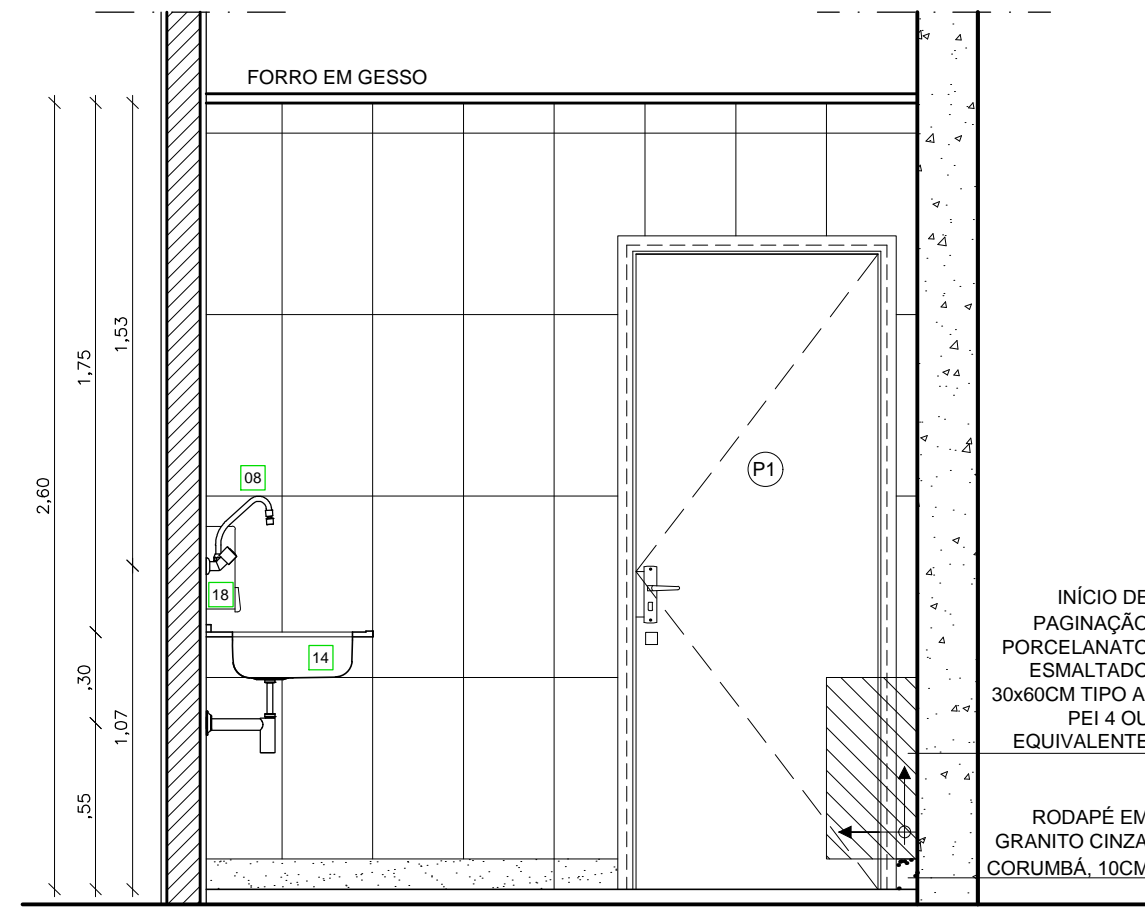 FORRO EM GESSO
1,53
1,75
2,60
08
P1
18
14
,30
1,07
,55
INÍCIO DE
PAGINAÇÃO
PORCELANATO
ESMALTADO
30x60CM TIPO A
PEI 4 OU
EQUIVALENTE
RODAPÉ EM
GRANITO CINZA
CORUMBÁ, 10CM